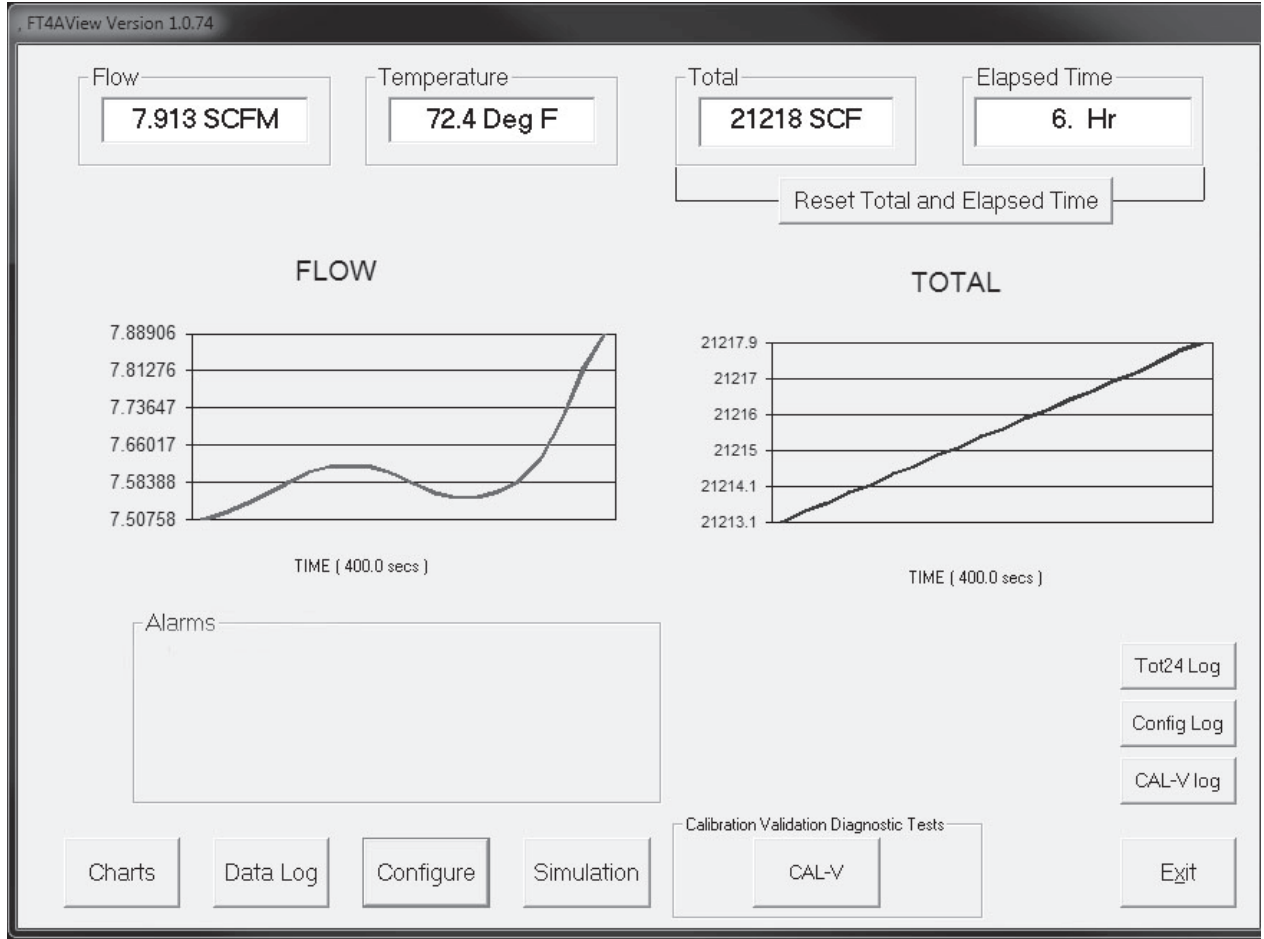 , FT4AView Version 1.0.74
Flow
Temperature
Total
Elapsed Time
7.913 SCFM
72.4 Deg F
21218 SCF
6. Hr
Reset Total and Elapsed Time
FLOW
7.88906
7.81276
7.73647
7.66017
7.58388
7.50758
TIME ( 400.0 secs )
TOTAL
21217.9
21217
21216
21215
21214.1
21213.1
TIME ( 400.0 secs )
Alarms
Tot24 Log
Config Log
CAL-V log
Calibration Validation Diagnostic Tests
Charts
Data Log
Configure
Simulation
CAL-V
Exit